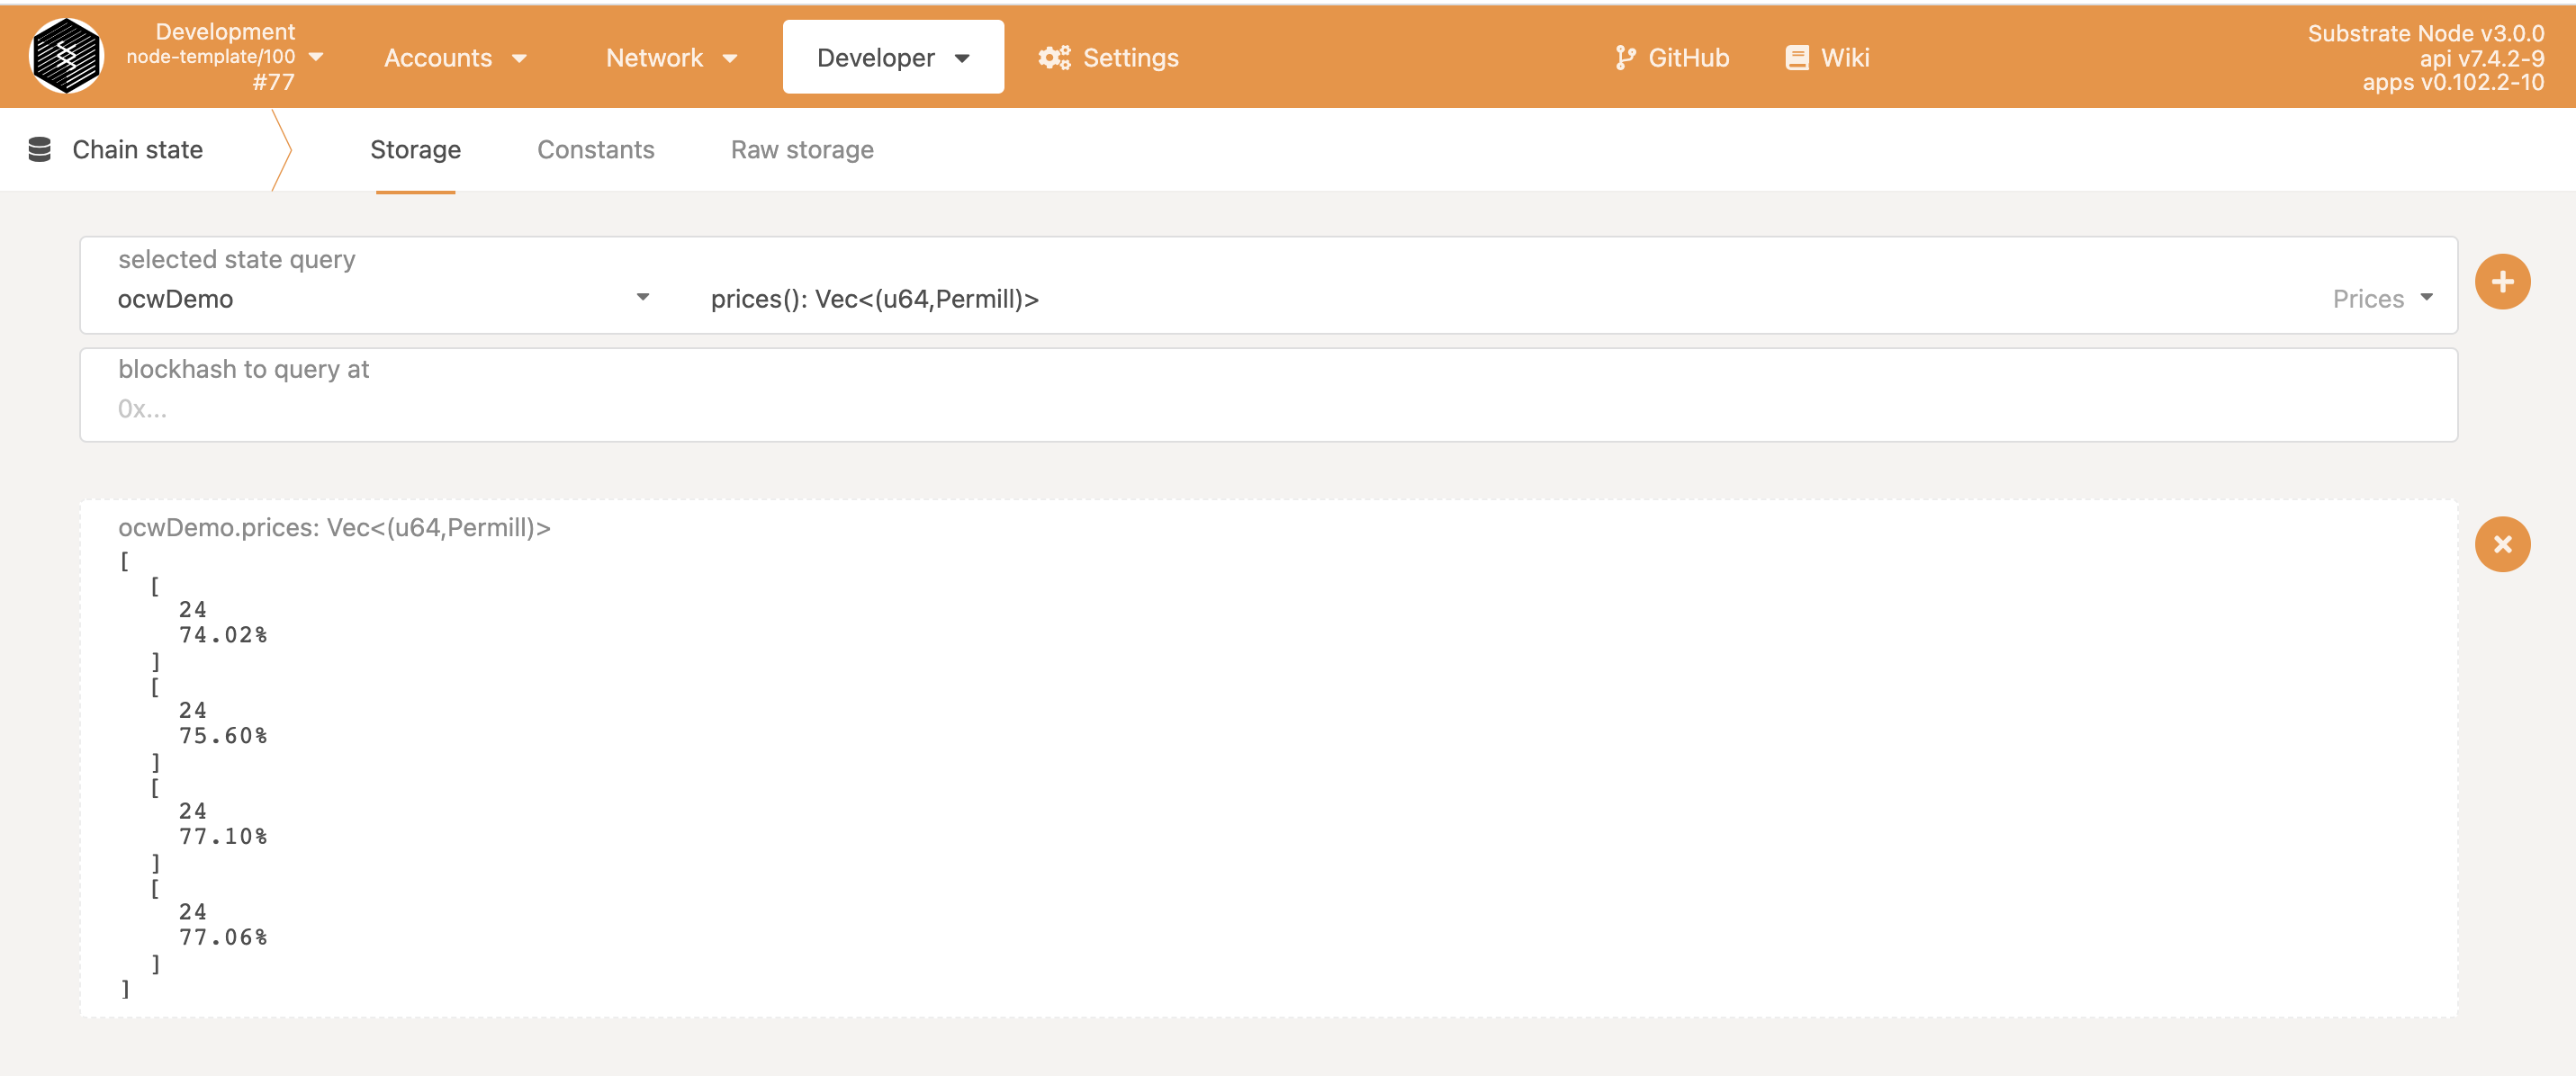 Development
node-template/100
#77
Accounts
Network
Developer
Settings
GitHub
Wiki
Substrate Node v3.0.0
api v7.4.2-9
apps v0.102.2-10
Chain state
Storage
Constants
Raw storage
selected state query
ocwDemo
prices(): Vec<(u64,Permill)>
Prices
blockhash to query at
0x...
ocwDemo.prices: Vec<(u64,Permill)>
[
[
24
74.02%
]
[
24
75.60%
]
[
24
77.10%
]
[
24
77.06%
]
]